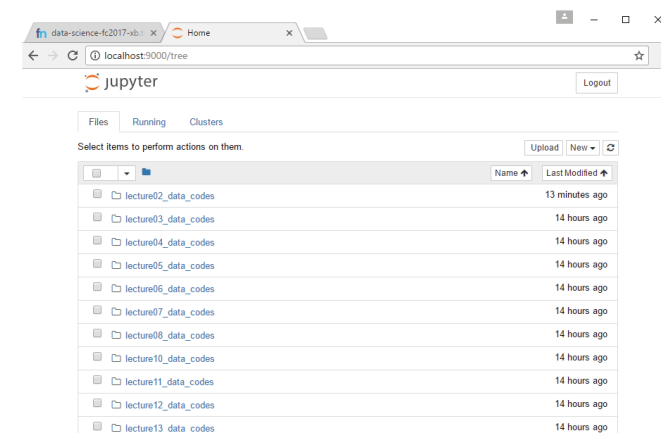 data-science-fc2017-xb.s
Home
localhost:9000/tree
jupyter
Logout
Files Running Clusters
Select items to perform actions on them.
Upload New
Name Last Modified
lecture02_data_codes 13 minutes ago
lecture03_data_codes 14 hours ago
lecture04_data_codes 14 hours ago
lecture05_data_codes 14 hours ago
lecture06_data_codes 14 hours ago
lecture07_data_codes 14 hours ago
lecture08_data_codes 14 hours ago
lecture10_data_codes 14 hours ago
lecture11_data_codes 14 hours ago
lecture12_data_codes 14 hours ago
lecture13_data_codes 14 hours ago